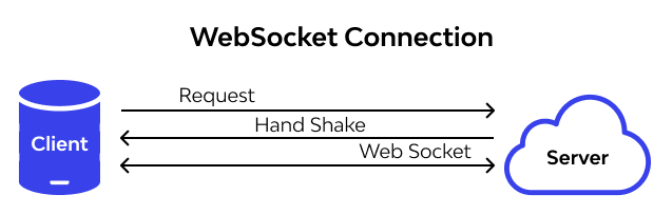 WebSocket Connection
Request
Hand Shake
Web Socket
Client
Server